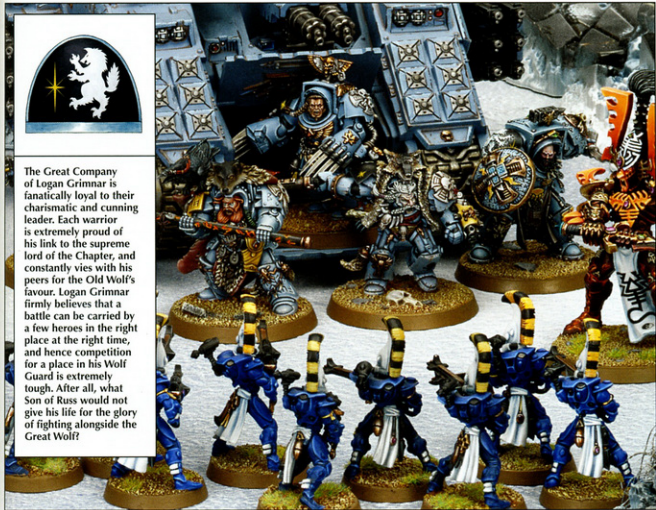 The Great Company
of Logan Grimnar is
fanatically loyal to their
charismatic and cunning
leader. Each warrior
is extremely proud of
his link to the supreme
lord of the Chapter, and
constantly vies with his
peers for the Old Wolf's
favour. Logan Grimnar
firmly believes that a
battle can be carried by
a few heroes in the right
place at the right time,
and hence competition
for a place in his Wolf
Guard is extremely
tough. After all, what
Son of Russ would not
give his life for the glory
of fighting alongside the
Great Wolf?